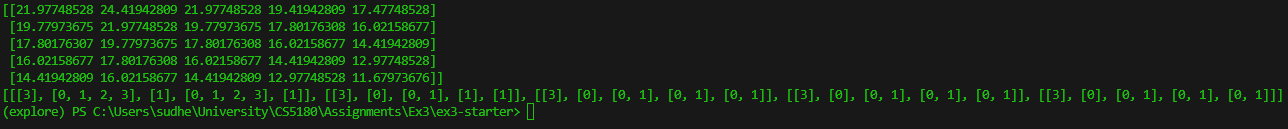 [[21.97748528 24.41942809 21.97748528 19.41942809 17.47748528]
[19.77973675 21.97748528 19.77973675 17.80176308 16.02158677]
[17.80176307 19.77973675 17.80176308 16.02158677 14.41942809]
[16.02158677 17.80176308 16.02158677 14.41942809 12.97748528]
[14.41942809 16.02158677 14.41942809 12.97748528 11.67973676]]
[[[3], [0, 1, 2, 3], [1], [0, 1, 2, 3], [1]], [[3], [0], [0, 1], [1], [1]], [[3], [0], [0, 1], [0, 1], [0, 1]], [[3], [0], [0, 1], [0, 1], [0, 1]], [[3], [0], [0, 1], [0, 1], [0, 1]]]
(explore) PS C:\Users\sudhe\University\CS5180\Assignments\Ex3\ex3-starter>